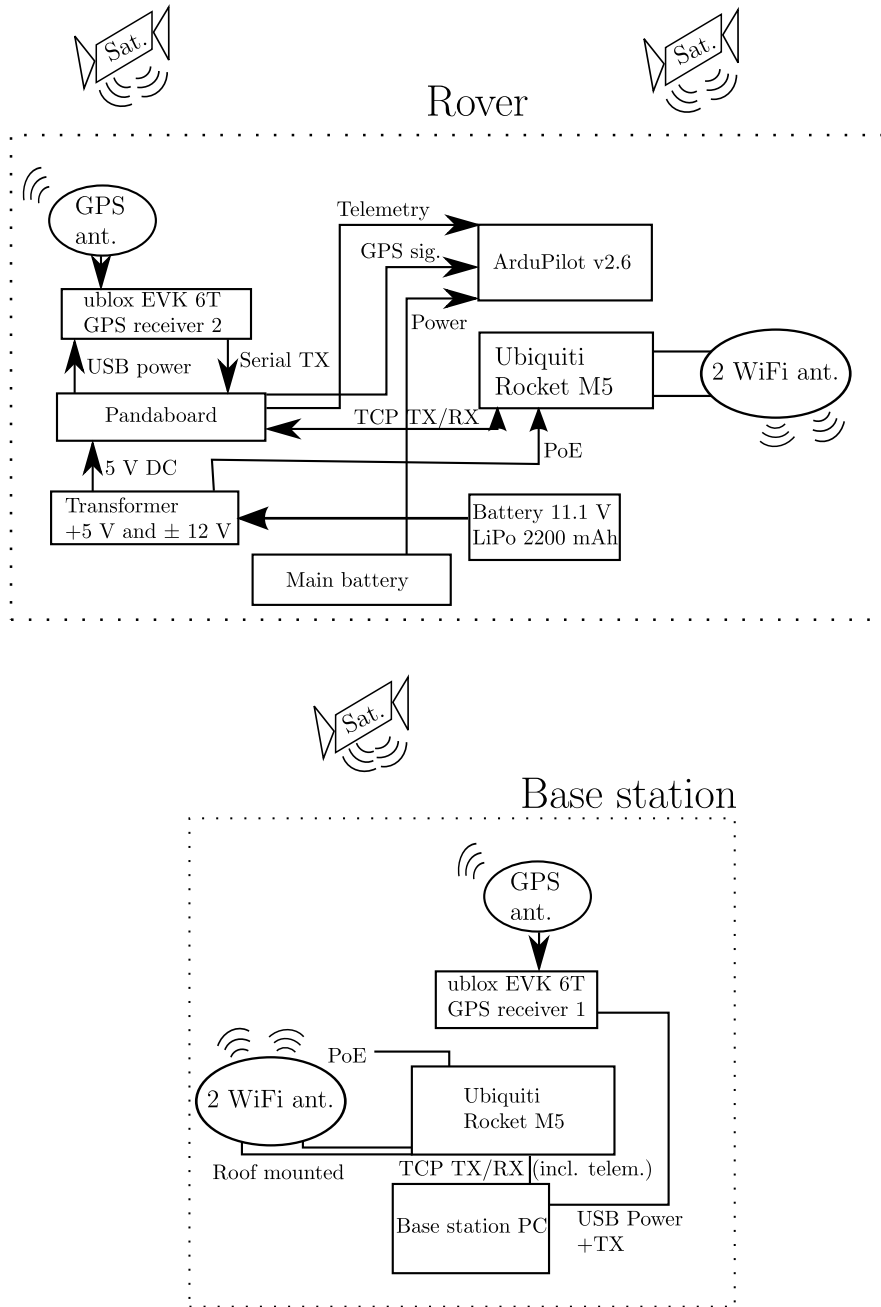 Sat.
Sat.
Rover
GPS
ant.
Telemetry
GPS sig.
ArduPilot v2.6
ublox EVK 6T
GPS receiver 2
Power
USB power
Serial TX
Ubiquiti
Rocket M5
2 WiFi ant.
Pandaboard
TCP TX/RX
PoE
5 V DC
Transformer
+5 V and ± 12 V
Battery 11.1 V
LiPo 2200 mAh
Main battery
Sat.
Base station
GPS
ant.
ublox EVK 6T
GPS receiver 1
PoE
2 WiFi ant.
Ubiquiti
Rocket M5
Roof mounted
TCP TX/RX (incl. telem.)
Base station PC
USB Power
+TX